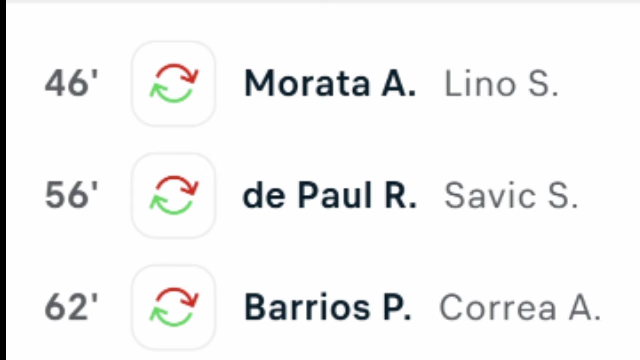 46' Morata A. Lino S.
56' de Paul R. Savic S.
62' Barrios P. Correa A.